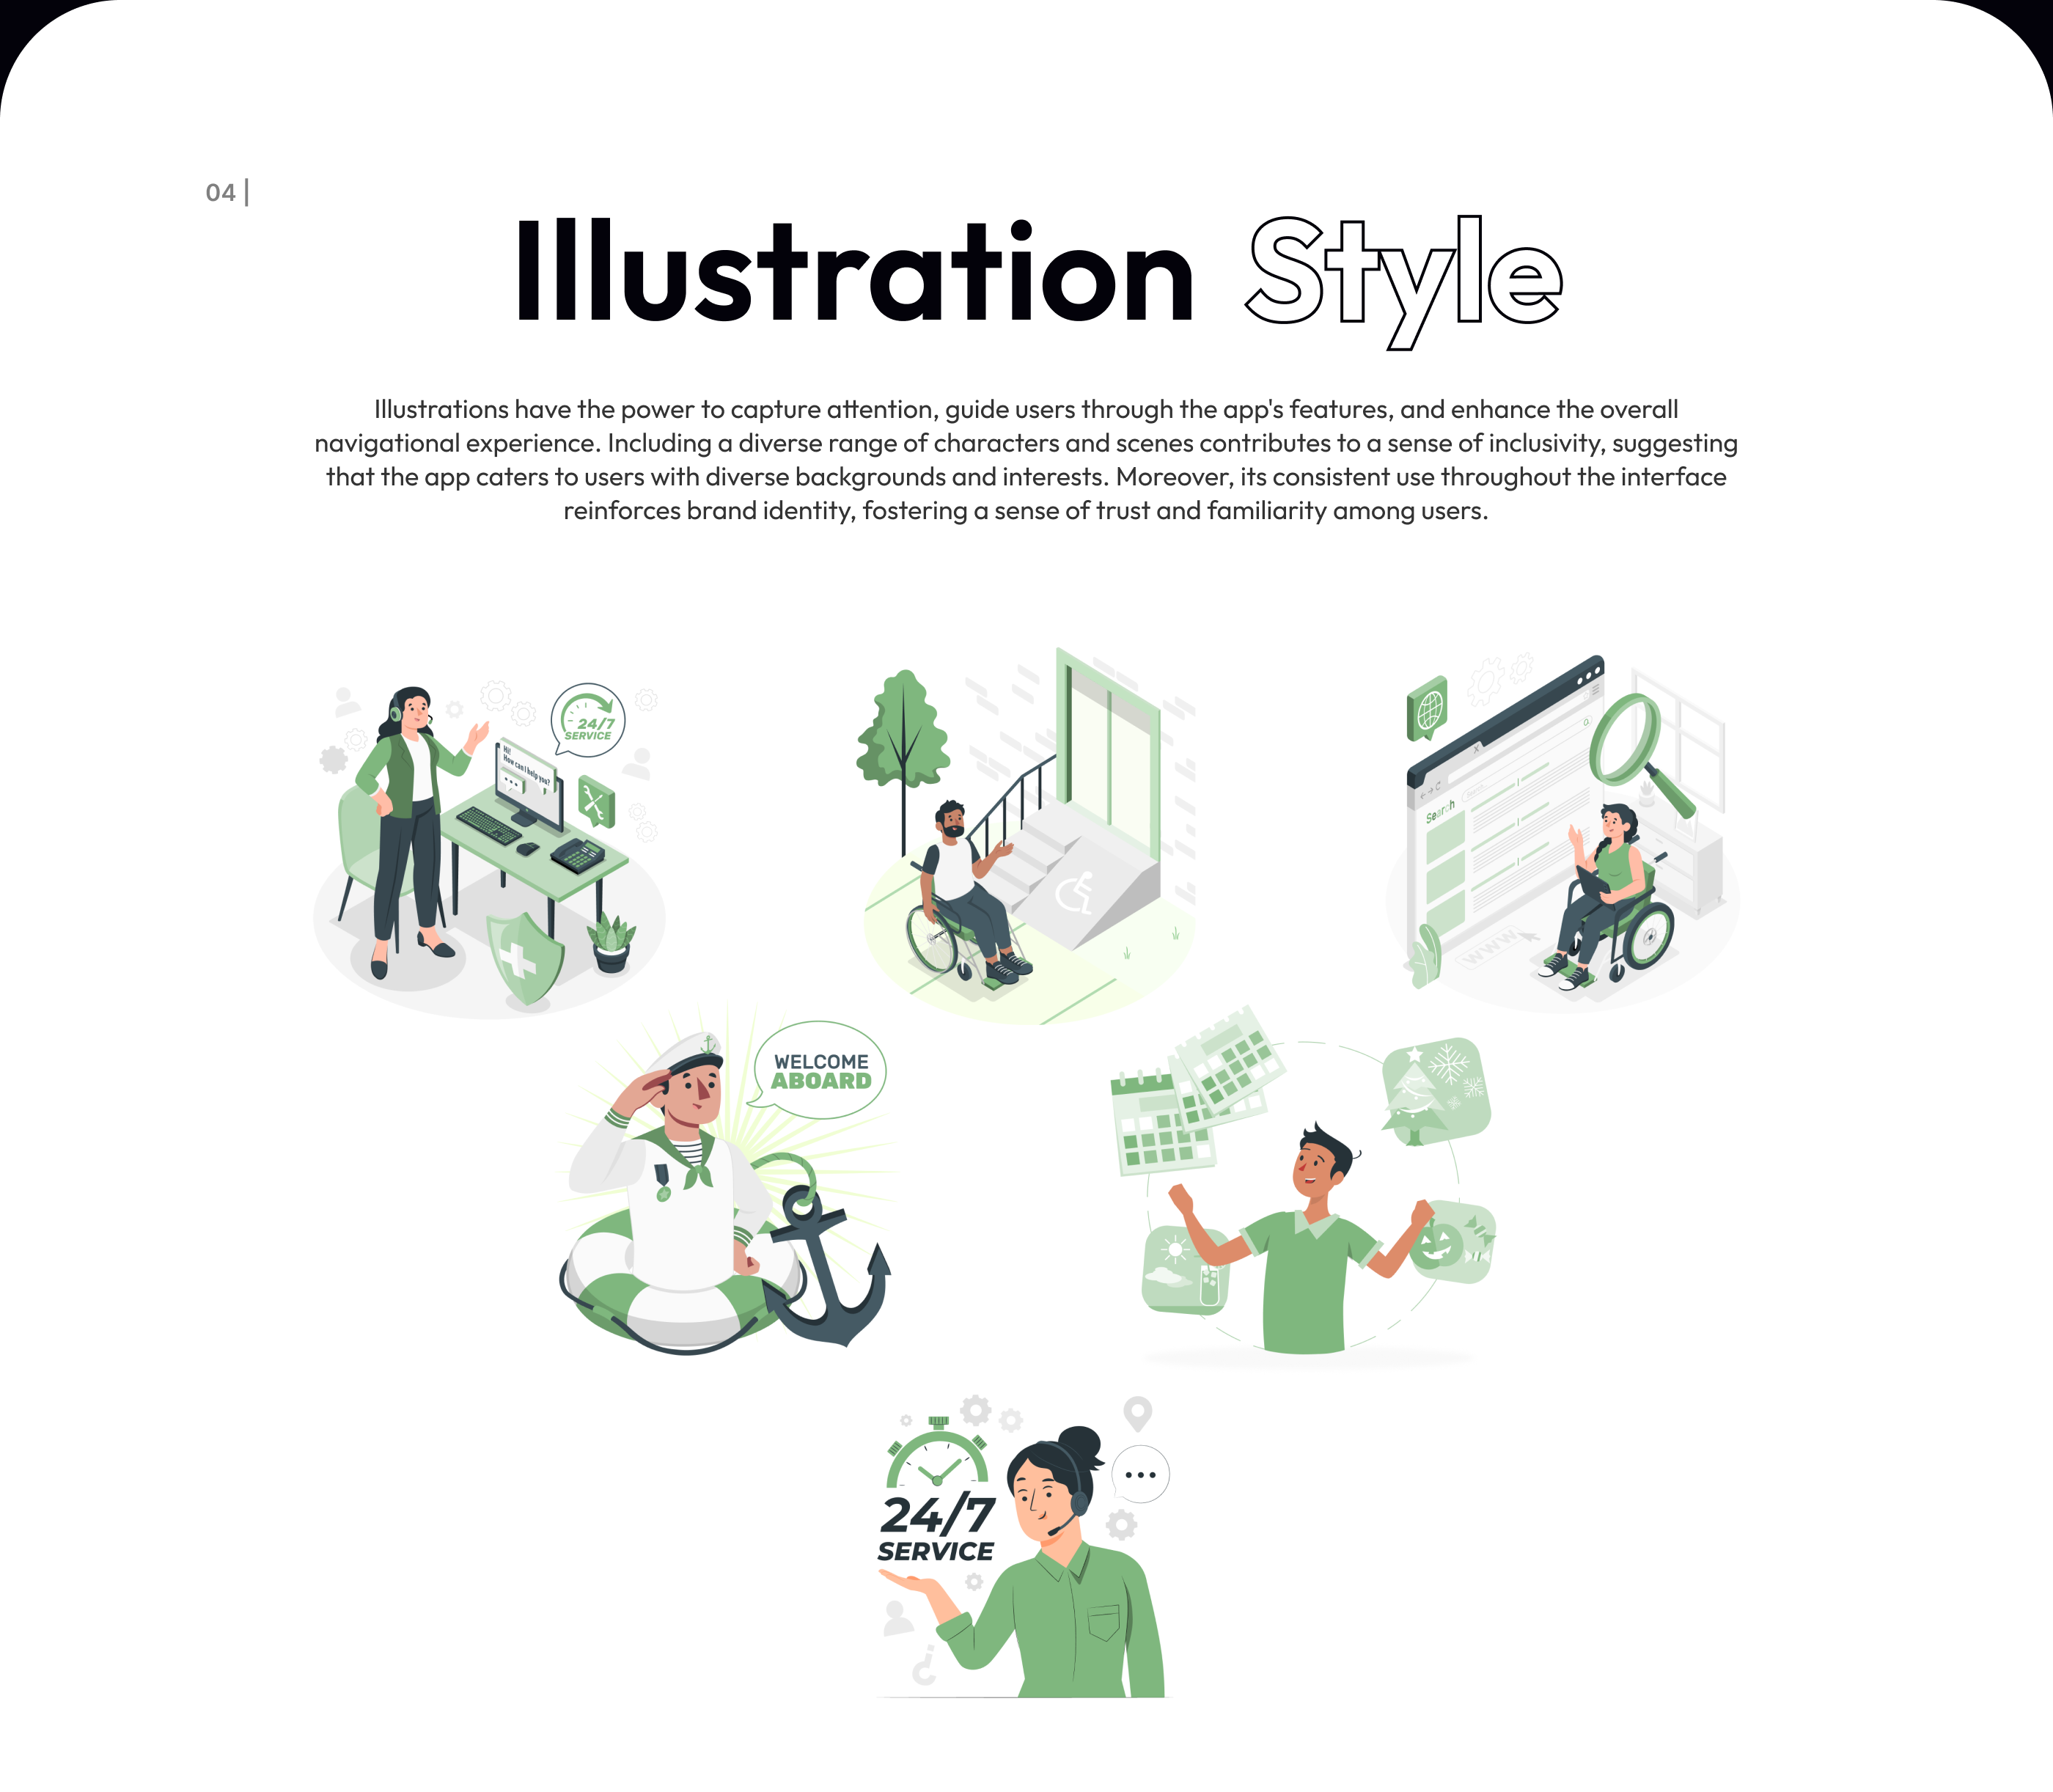 04 |
Illustration Style
Illustrations have the power to capture attention, guide users through the app's features, and enhance the overall
navigational experience. Including a diverse range of characters and scenes contributes to a sense of inclusivity, suggesting
that the app caters to users with diverse backgrounds and interests. Moreover, its consistent use throughout the interface
reinforces brand identity, fostering a sense of trust and familiarity among users.
24/7
SERVICE
Hi!
How can i help you?
Search
WWW
WELCOME
ABOARD
24/7
SERVICE